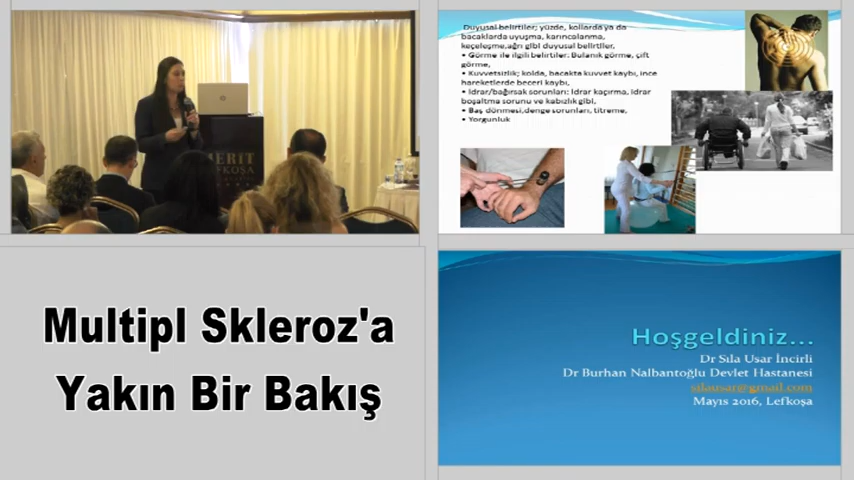 MERIT
LEFKOŞA
Duyusal belirtiler; yüzde, kollarda ya da
bacaklarda uyuşma, karıncalanma,
keçeleşme,ağrı gibi duyusal belirtiler,
• Görme ile ilgili belirtiler: Bulanık görme, çift
görme,
• Kuvvetsizlik; kolda, bacakta kuvvet kaybı, ince
hareketlerde beceri kaybı,
• İdrar/bağırsak sorunları: İdrar kaçırma, idrar
boşaltma sorunu ve kabızlık gibi,
• Baş dönmesi,denge sorunları, titreme,
• Yorgunluk
Multipl Skleroz'a
Yakın Bir Bakış
Hoşgeldiniz...
Dr Sıla Usar İncirli
Dr Burhan Nalbantoğlu Devlet Hastanesi
silausar@gmail.com
Mayıs 2016, Lefkoşa